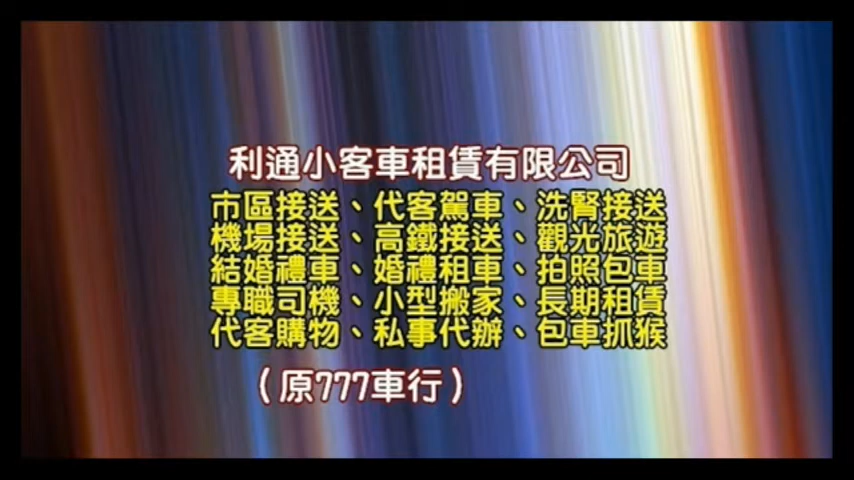 利通小客車租賃有限公司
市區接送、代客駕車、洗腎接送
機場接送、高鐵接送、觀光旅遊
結婚禮車、婚禮租車、拍照包車
專職司機、小型搬家、長期租賃
代客購物、私事代辦、包車抓猴
（原777車行）